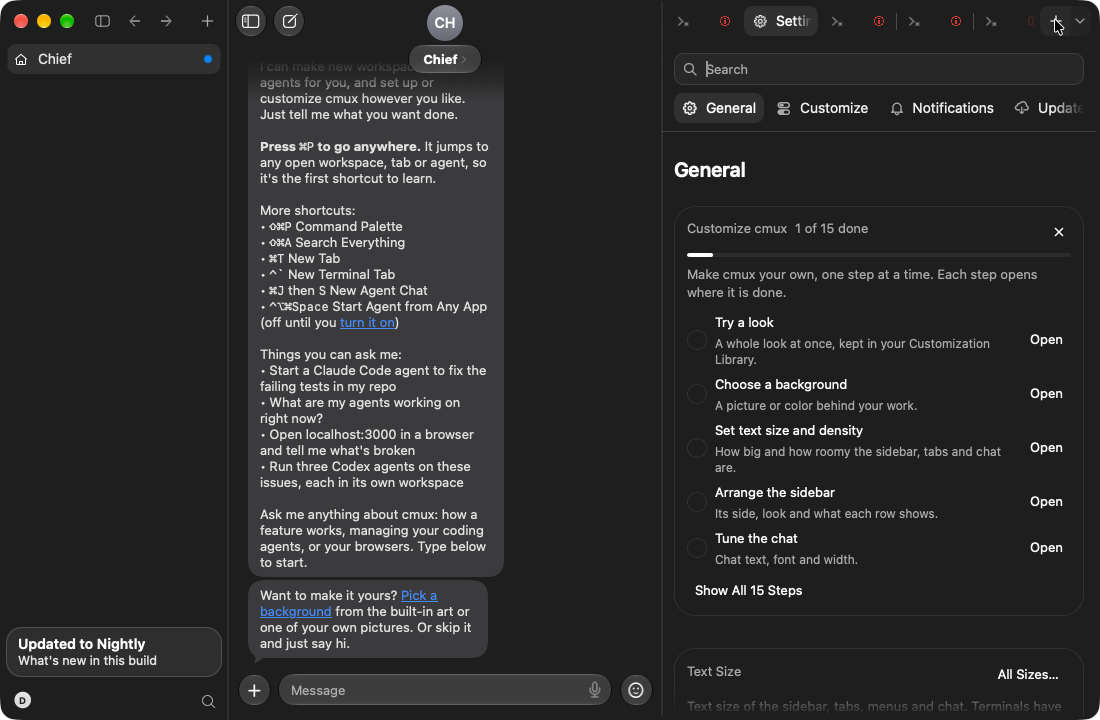 CH
Chief
Chief
I can make new workspaces
agents for you, and set up or
customize cmux however you like.
Just tell me what you want done.
Press ⌘P to go anywhere. It jumps to
any open workspace, tab or agent, so
it's the first shortcut to learn.
More shortcuts:
• ⇧⌘P Command Palette
• ⇧⌘A Search Everything
• ⌘T New Tab
• ^` New Terminal Tab
• ⌘J then S New Agent Chat
• ^⌥⌘Space Start Agent from Any App
(off until you turn it on)
Things you can ask me:
• Start a Claude Code agent to fix the
failing tests in my repo
• What are my agents working on
right now?
• Open localhost:3000 in a browser
and tell me what's broken
• Run three Codex agents on these
issues, each in its own workspace
Ask me anything about cmux: how a
feature works, managing your coding
agents, or your browsers. Type below
to start.
Want to make it yours? Pick a
background from the built-in art or
one of your own pictures. Or skip it
and just say hi.
Message
Updated to Nightly
What's new in this build
D
Settin
Search
General
Customize
Notifications
Update
General
Customize cmux 1 of 15 done
Make cmux your own, one step at a time. Each step opens
where it is done.
Try a look
A whole look at once, kept in your Customization
Library.
Open
Choose a background
A picture or color behind your work.
Open
Set text size and density
How big and how roomy the sidebar, tabs and chat
are.
Open
Arrange the sidebar
Its side, look and what each row shows.
Open
Tune the chat
Chat text, font and width.
Open
Show All 15 Steps
Text Size
All Sizes...
Text size of the sidebar, tabs, menus and chat. Terminals have